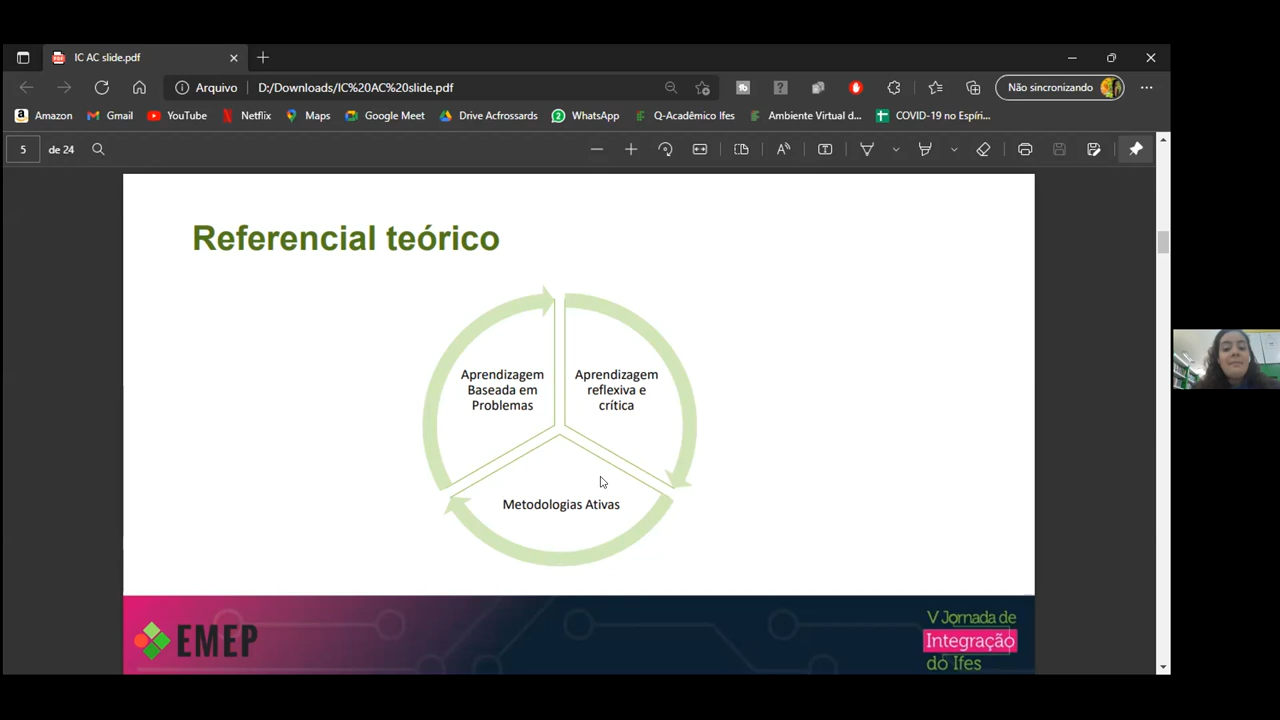 IC AC slide.pdf
Arquivo
D:/Downloads/IC%20AC%20slide.pdf
Não sincronizando
Amazon
Gmail
YouTube
Netflix
Maps
Google Meet
Drive Acfrossards
WhatsApp
Q-Acadêmico Ifes
Ambiente Virtual d...
COVID-19 no Espíri...
5
de 24
Referencial teórico
Aprendizagem
Baseada em
Problemas
Aprendizagem
reflexiva e
crítica
Metodologias Ativas
EMEP
V Jornada de
Integração
do Ifes